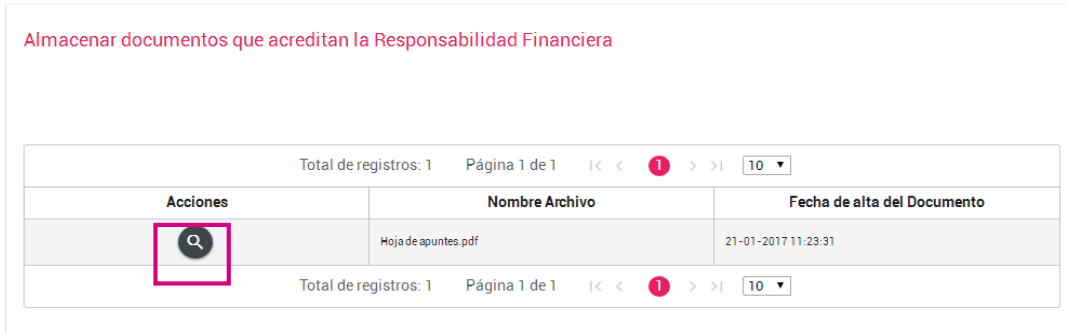 Almacenar documentos que acreditan la Responsabilidad Financiera
Total de registros: 1 Página 1 de 1 |< < 1 > >| 10 ▼
Acciones Nombre Archivo Fecha de alta del Documento
Hoja de apuntes.pdf 21-01-2017 11:23:31
Total de registros: 1 Página 1 de 1 |< < 1 > >| 10 ▼